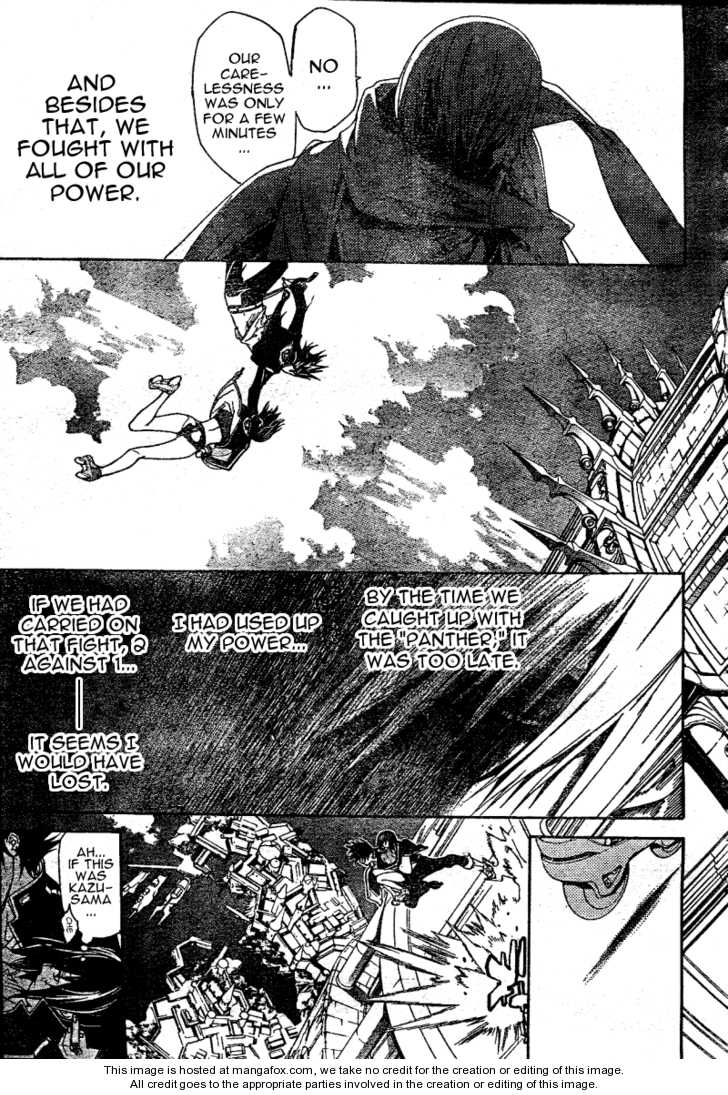 NO
...
OUR
CARE-
LESSNESS
WAS ONLY
FOR A FEW
MINUTES
...
AND
BESIDES
THAT, WE
FOUGHT WITH
ALL OF OUR
POWER.
BY THE TIME WE
CAUGHT UP WITH
THE "PANTHER," IT
WAS TOO LATE.
I HAD USED UP
MY POWER...
IF WE HAD
CARRIED ON
THAT FIGHT, 2
AGAINST 1...
IT SEEMS I
WOULD HAVE
LOST.
AH...
IF THIS
WAS
KAZU-
SAMA
...
This image is hosted at mangafox.com, we take no credit for the creation or editing of this image.
All credit goes to the appropriate parties involved in the creation or editing of this image.